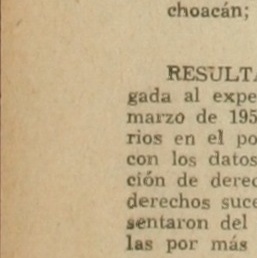 choacán;
RESULTA
gada al expe
marzo de 195
rios en el po
con los datos
ción de derec
derechos suce
sentaron del
las por más